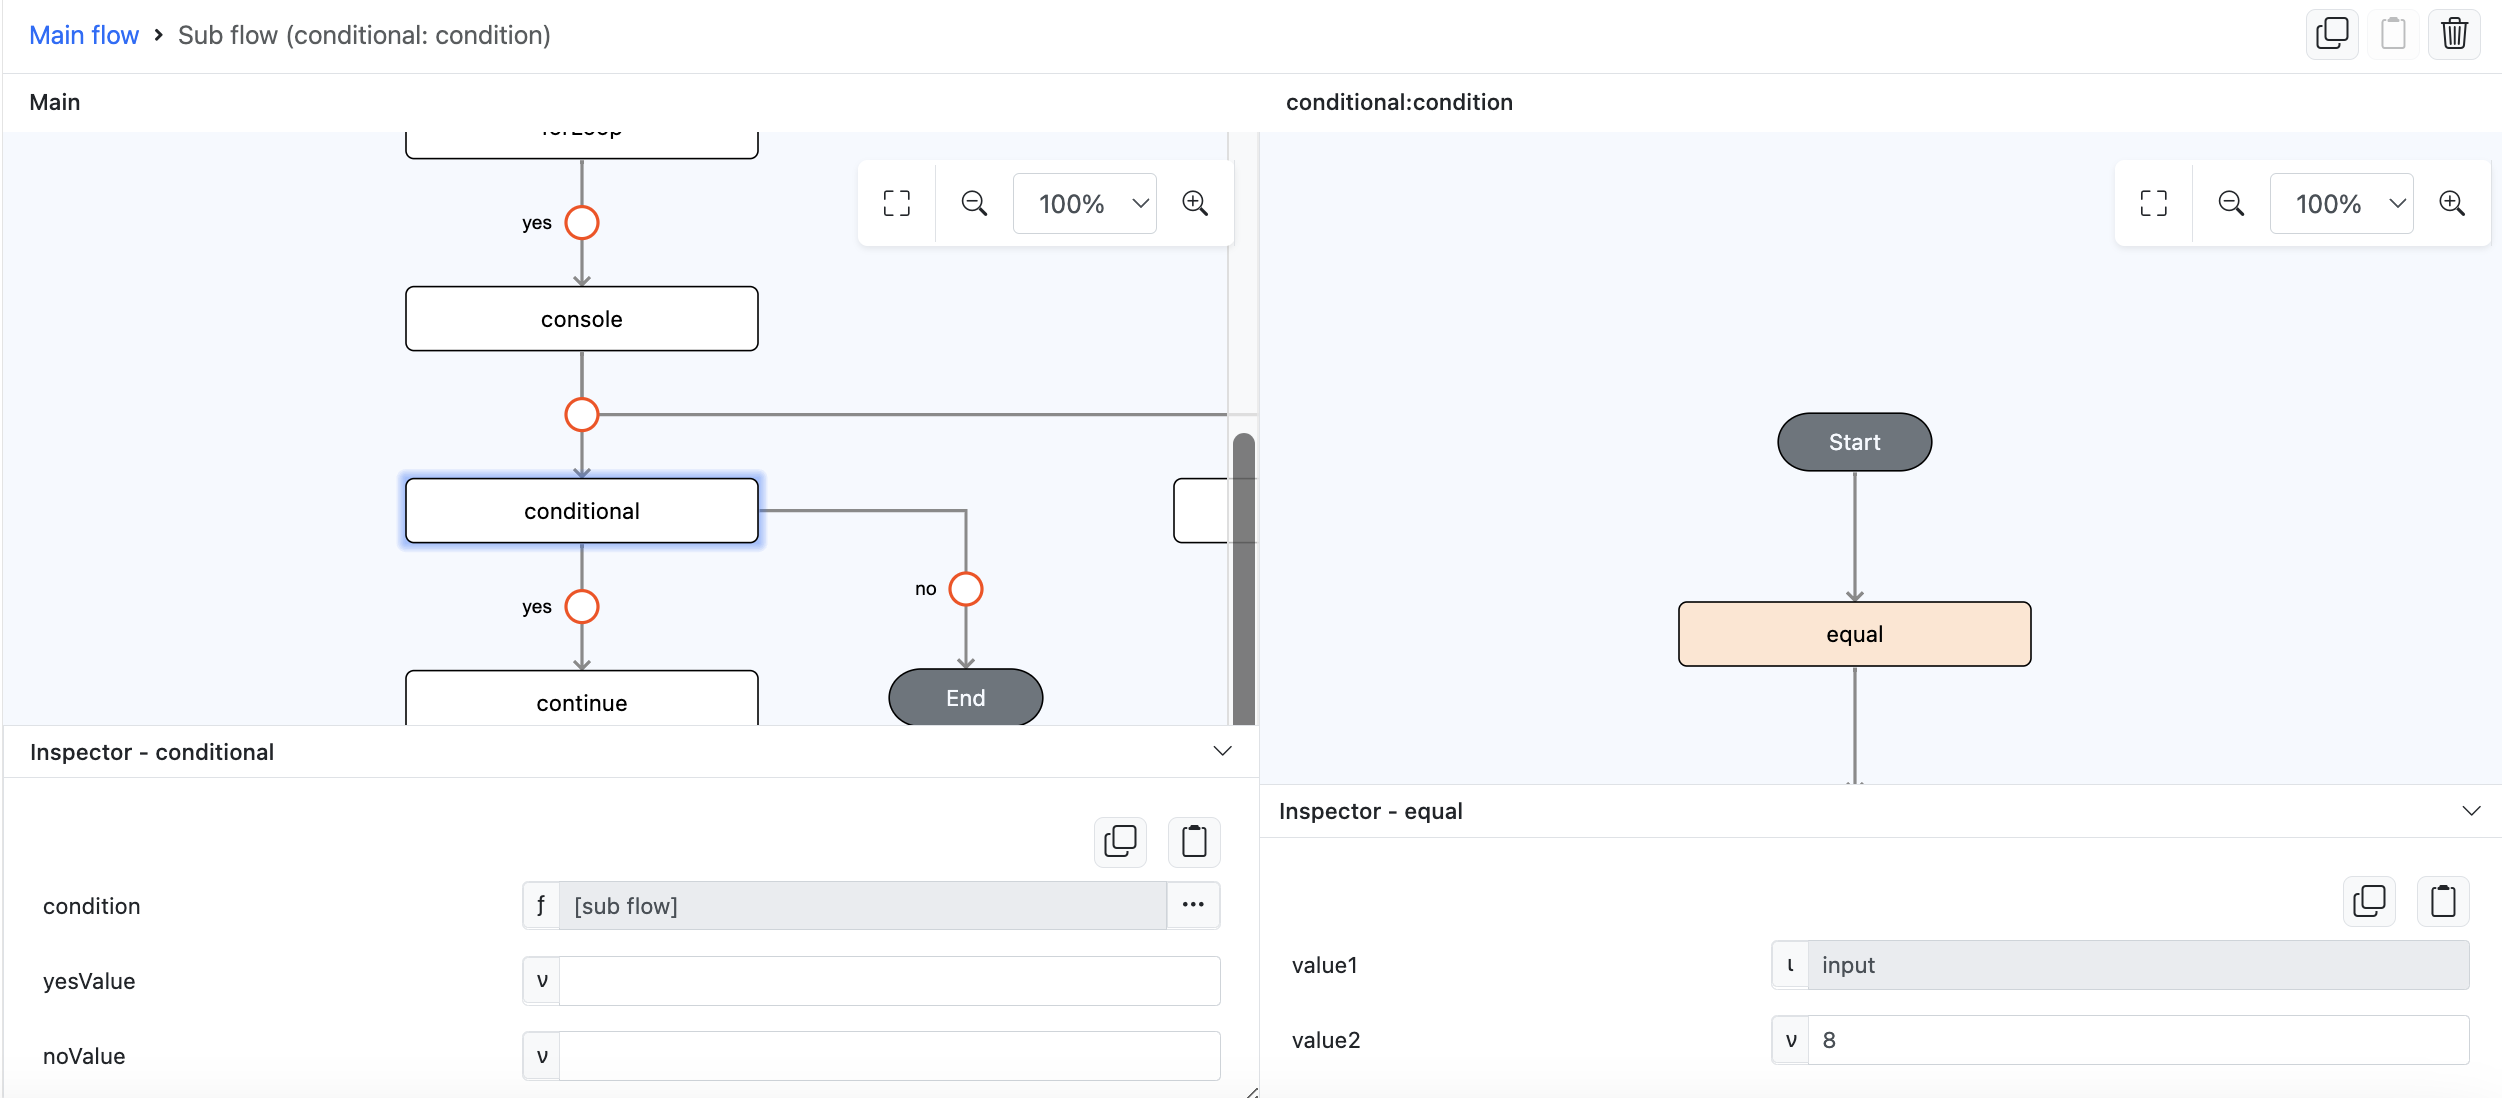 Main flow > Sub flow (conditional: condition)
Main
conditional:condition
forLoop
yes
100%
100%
console
Start
conditional
no
yes
equal
continue
End
Inspector - conditional
Inspector - equal
condition
ƒ [sub flow] •••
value1
ι input
yesValue
ν
value2
ν 8
noValue
ν